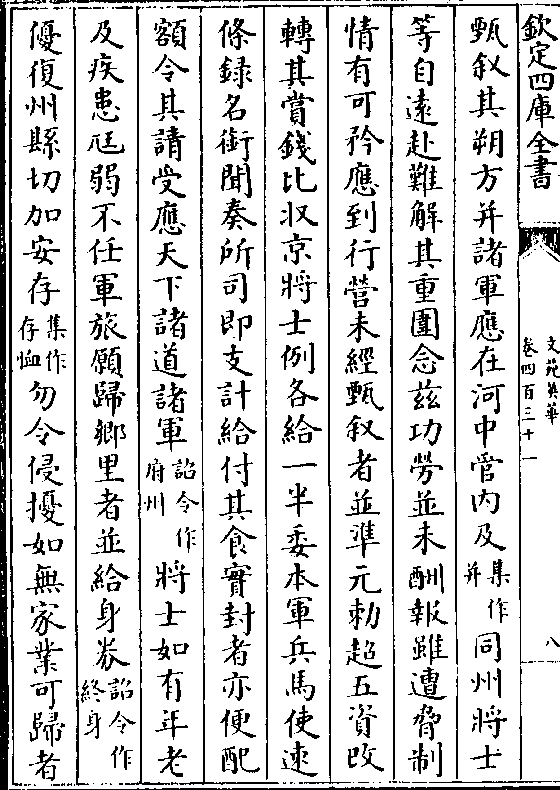 欽定四庫全書
文苑英華
卷四百三十一
八
甄叙其朔方并諸軍應在河中管内及集作并同州將士
等自遠赴難解其重圍念兹功勞並未酬報雖遭脅制
情有可矜應到行營未經甄叙者並準元勅超五資改
轉其賞錢比收京將士例各給一半委本軍兵馬使速
條録名銜聞奏所司即支計給付其食實封者亦便配
額令其請受應天下諸道諸軍詔令作府州將士如有年老
及疾患尫弱不任軍旅願歸鄉里者並給身券詔令作終身
優復州縣切加安存集作存恤勿令侵擾如無家業可歸者